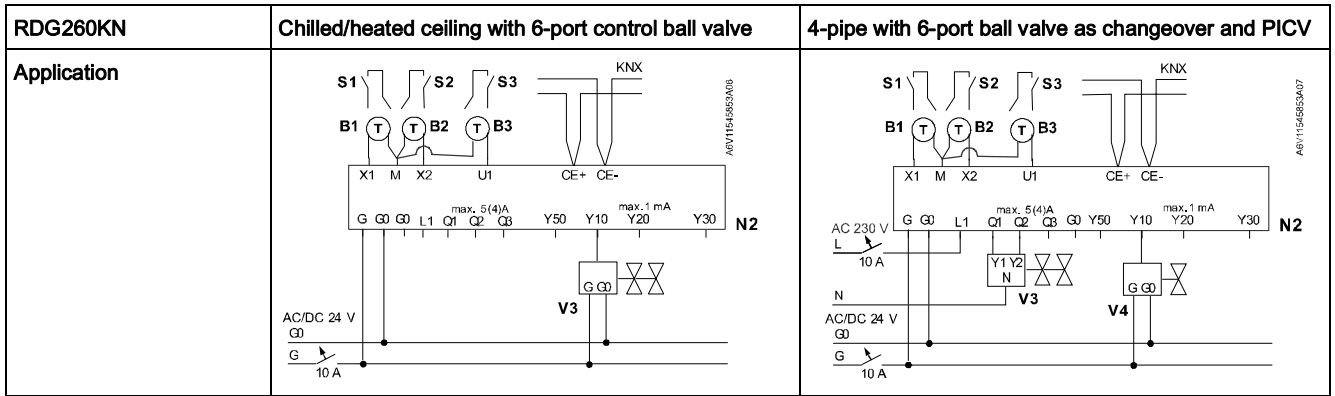 RDG260KN
Chilled/heated ceiling with 6-port control ball valve
4-pipe with 6-port ball valve as changeover and PICV
Application
KNX
S1 S2 S3
B1 T T B2 T B3
A6V11545853A06
X1 M X2 U1 CE+ CE-
max. 5(4)A max. 1 mA
G G0 G0 L1 Q1 Q2 Q3 Y50 Y10 Y20 Y30
N2
G G0
V3
AC/DC 24 V
G0
G
10 A
KNX
S1 S2 S3
B1 T T B2 T B3
A6V11545853A07
X1 M X2 U1 CE+ CE-
max. 5(4)A max. 1 mA
G G0 L1 Q1 Q2 Q3 G0 Y50 Y10 Y20 Y30
N2
AC 230 V
L
10 A
Y1 Y2
N
V3
G G0
V4
N
AC/DC 24 V
G0
G
10 A